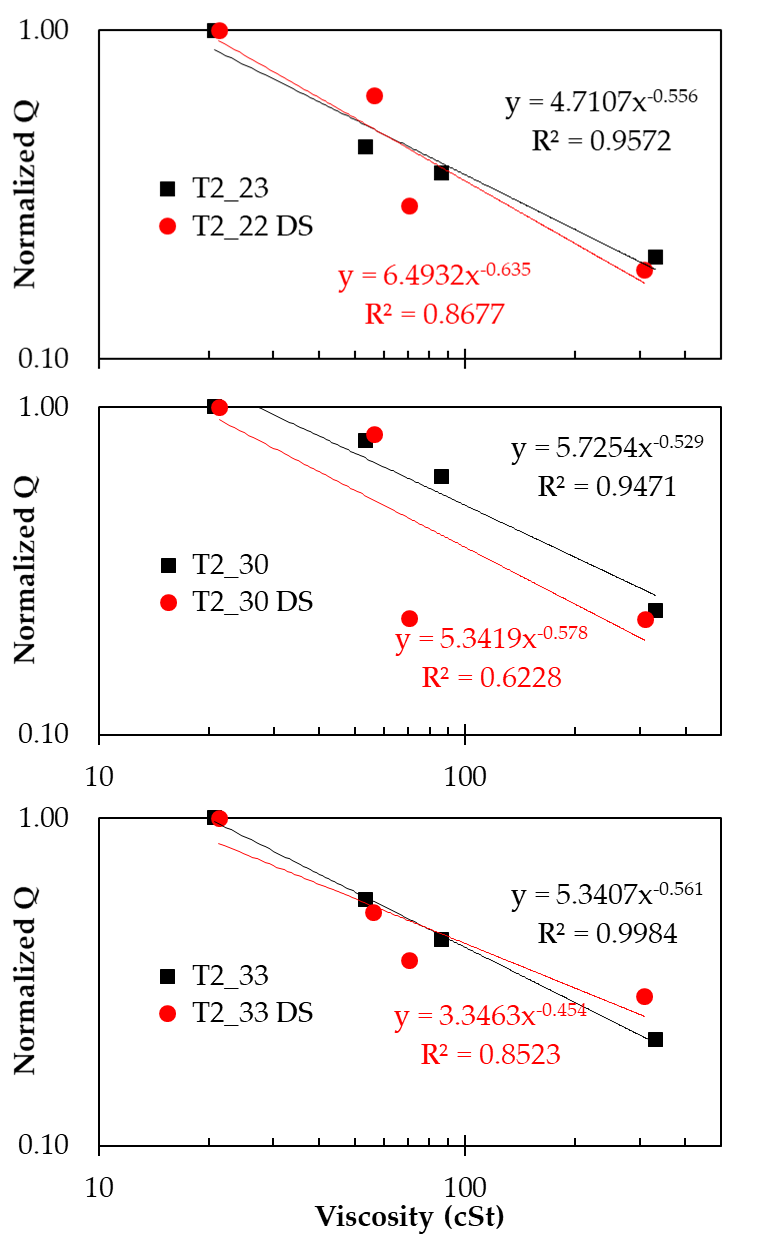 1.00
y = 4.7107x^-0.556
R² = 0.9572
Normalized Q
T2_23
T2_22 DS
y = 6.4932x^-0.635
R² = 0.8677
0.10
1.00
y = 5.7254x^-0.529
R² = 0.9471
Normalized Q
T2_30
T2_30 DS
y = 5.3419x^-0.578
R² = 0.6228
0.10
10 100
1.00
y = 5.3407x^-0.561
R² = 0.9984
Normalized Q
T2_33
T2_33 DS
y = 3.3463x^-0.454
R² = 0.8523
0.10
10 100
Viscosity (cSt)